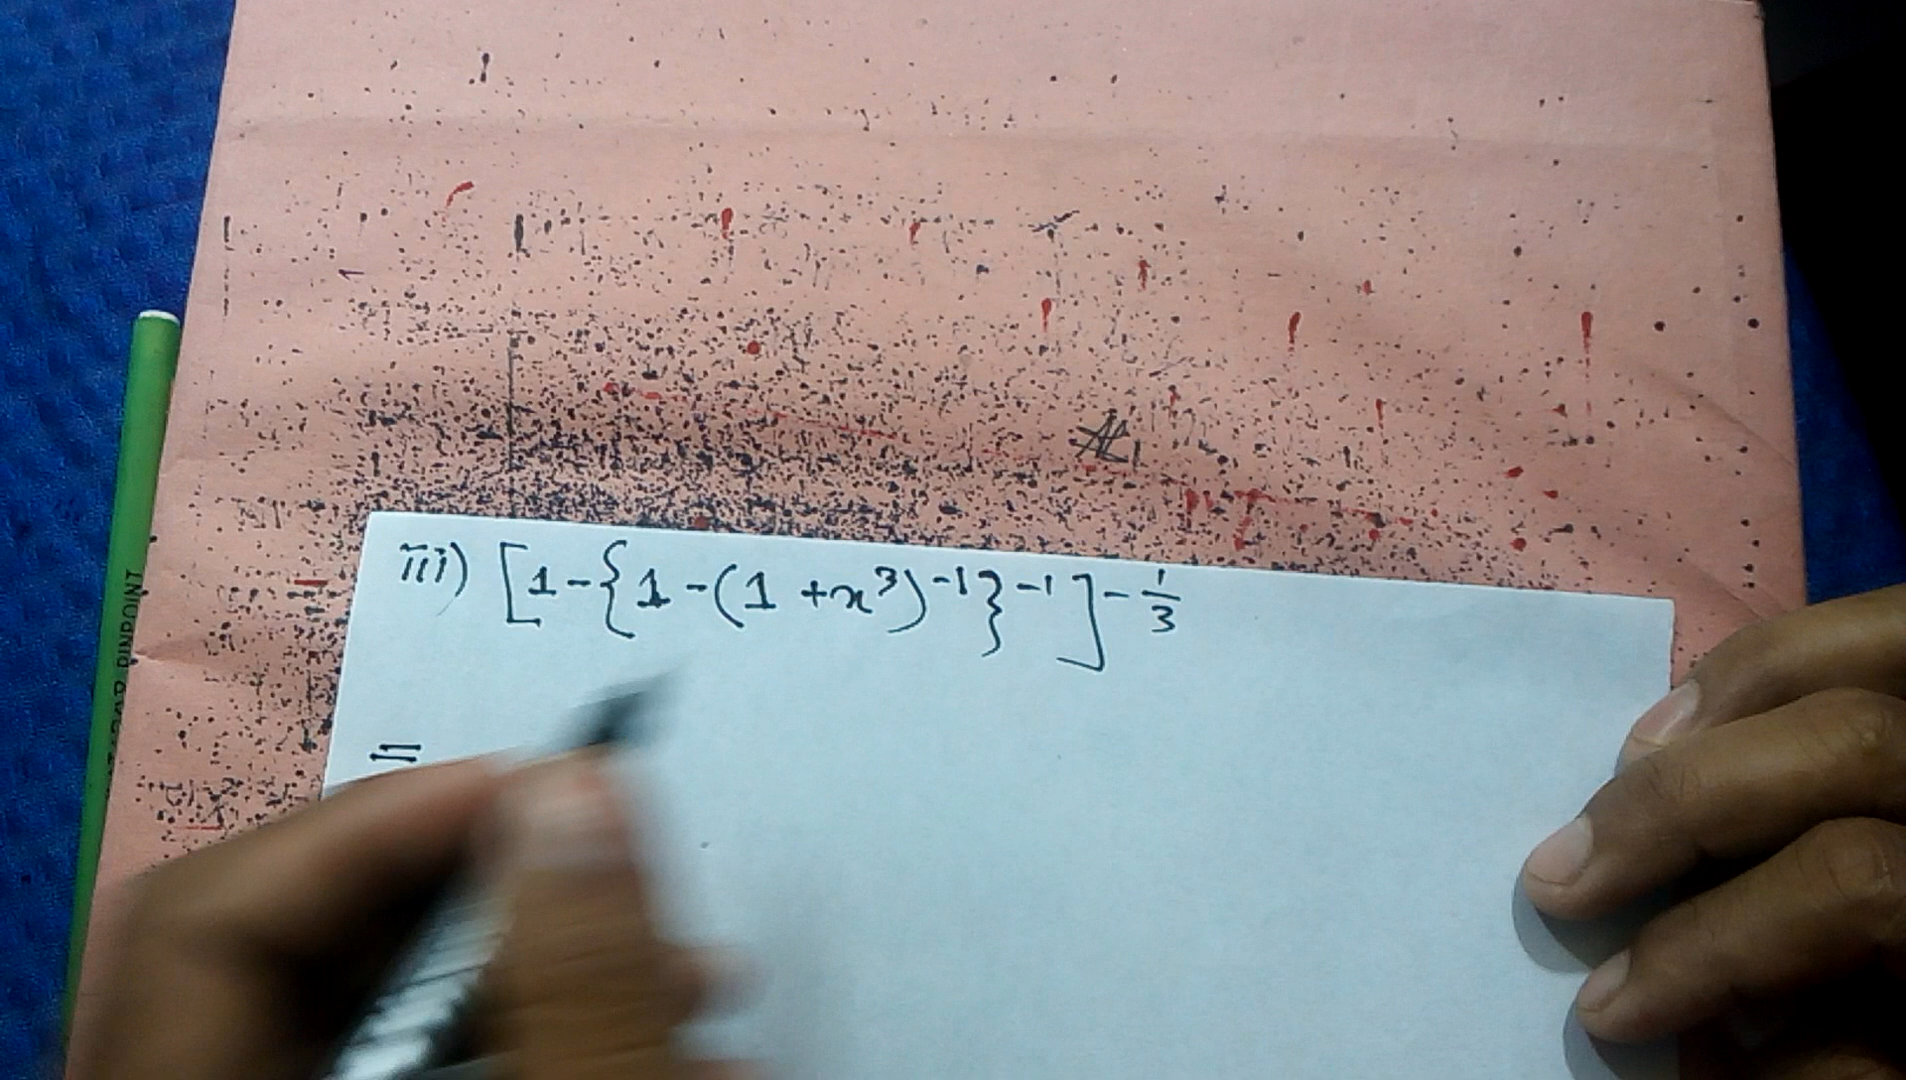 iii) [1-{1-(1+x³)⁻¹}⁻¹]^-1/3
=